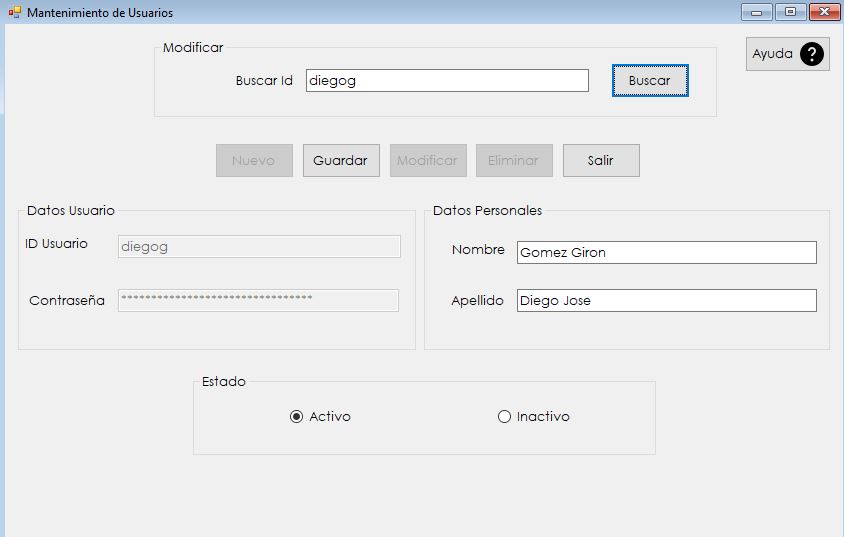 Mantenimiento de Usuarios
Modificar
Ayuda ?
Buscar Id diegog Buscar
Nuevo Guardar Modificar Eliminar Salir
Datos Usuario
ID Usuario diegog
Contraseña ********************************
Datos Personales
Nombre Gomez Giron
Apellido Diego Jose
Estado
Activo Inactivo